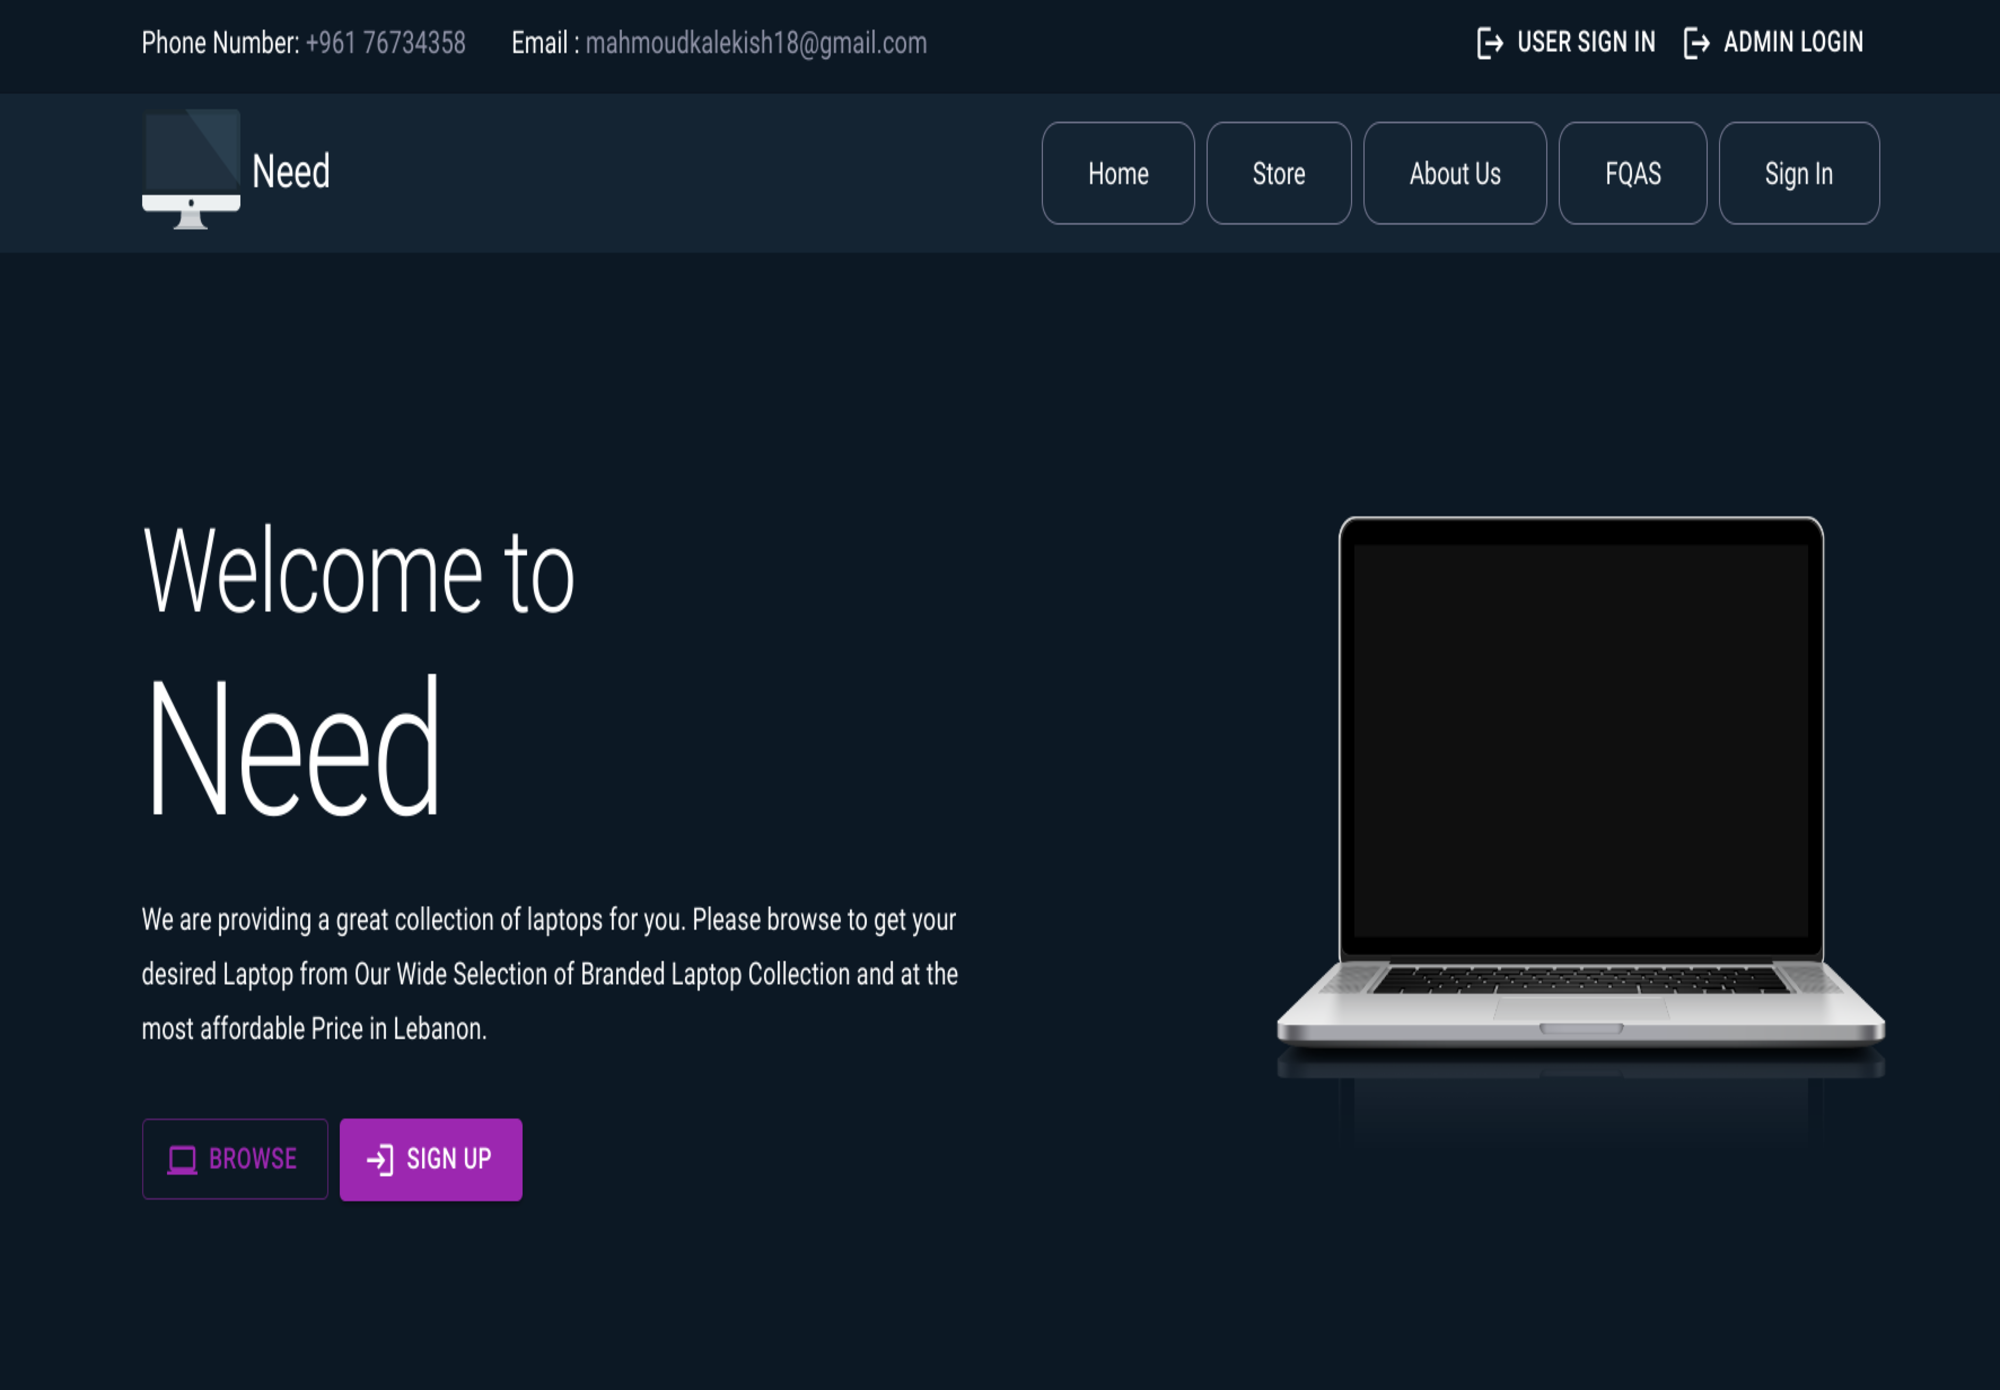 Phone Number: +961 76734358 Email : mahmoudkalekish18@gmail.com USER SIGN IN ADMIN LOGIN
Need Home Store About Us FQAS Sign In
Welcome to
Need
We are providing a great collection of laptops for you. Please browse to get your
desired Laptop from Our Wide Selection of Branded Laptop Collection and at the
most affordable Price in Lebanon.
BROWSE SIGN UP